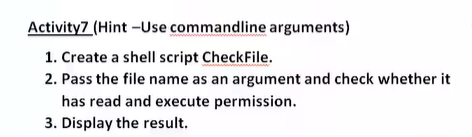 Activity7 (Hint –Use commandline arguments)
1. Create a shell script CheckFile.
2. Pass the file name as an argument and check whether it
has read and execute permission.
3. Display the result.